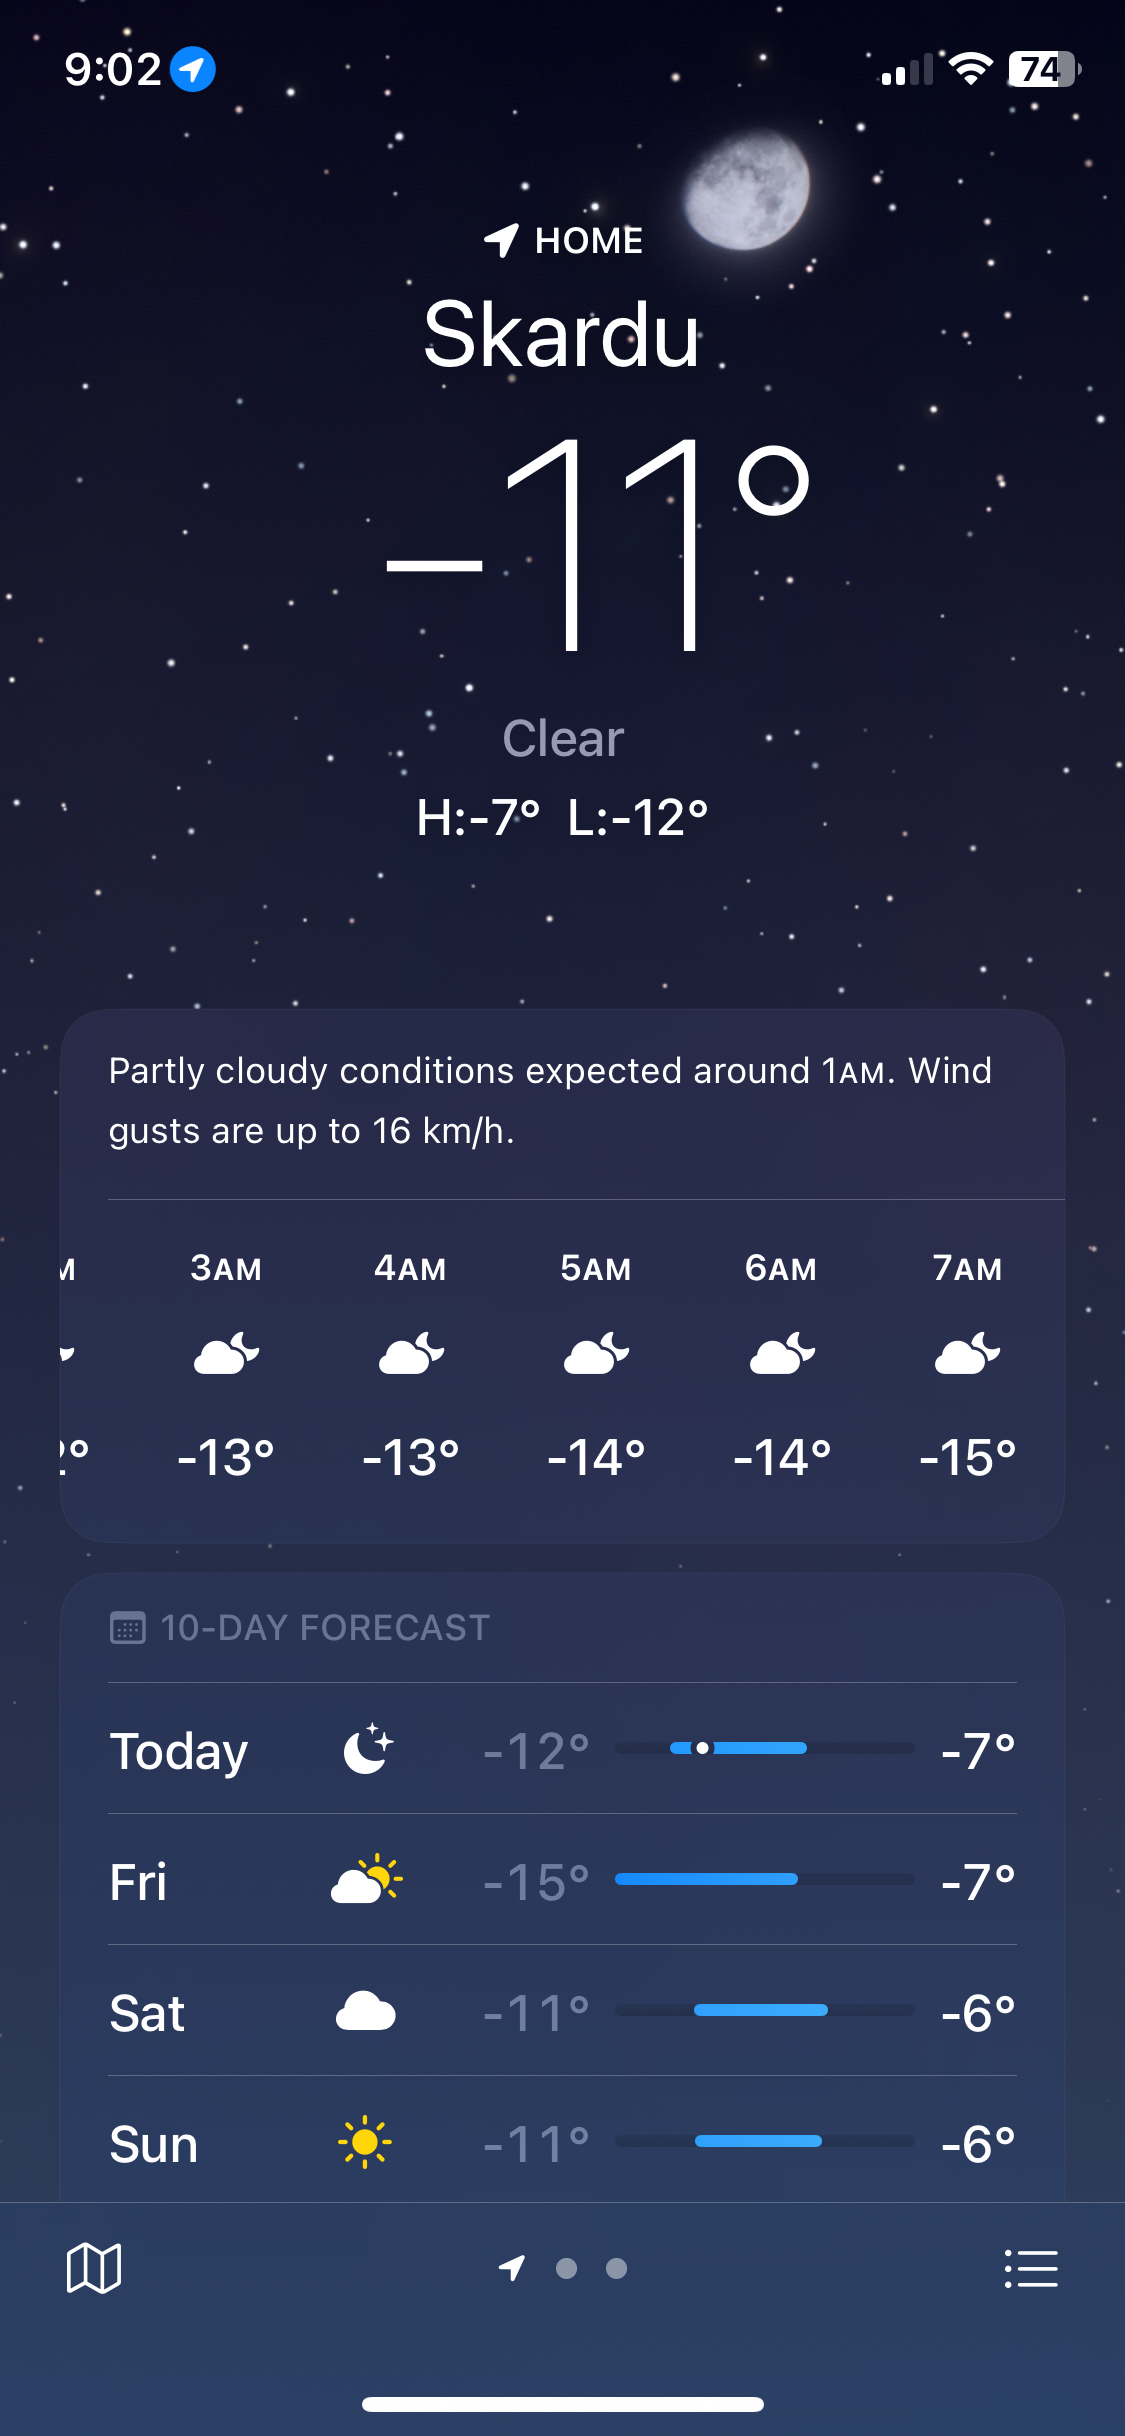 9:02
74
HOME
Skardu
-11°
Clear
H:-7° L:-12°
Partly cloudy conditions expected around 1AM. Wind
gusts are up to 16 km/h.
3AM 4AM 5AM 6AM 7AM
-13° -13° -14° -14° -15°
10-DAY FORECAST
Today -12° -7°
Fri -15° -7°
Sat -11° -6°
Sun -11° -6°